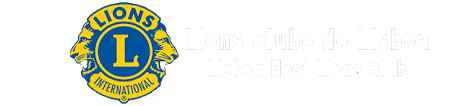 LIONS
L
INTERNATIONAL
Lions Clube de Lisboa
Lisbon Host Lions Club